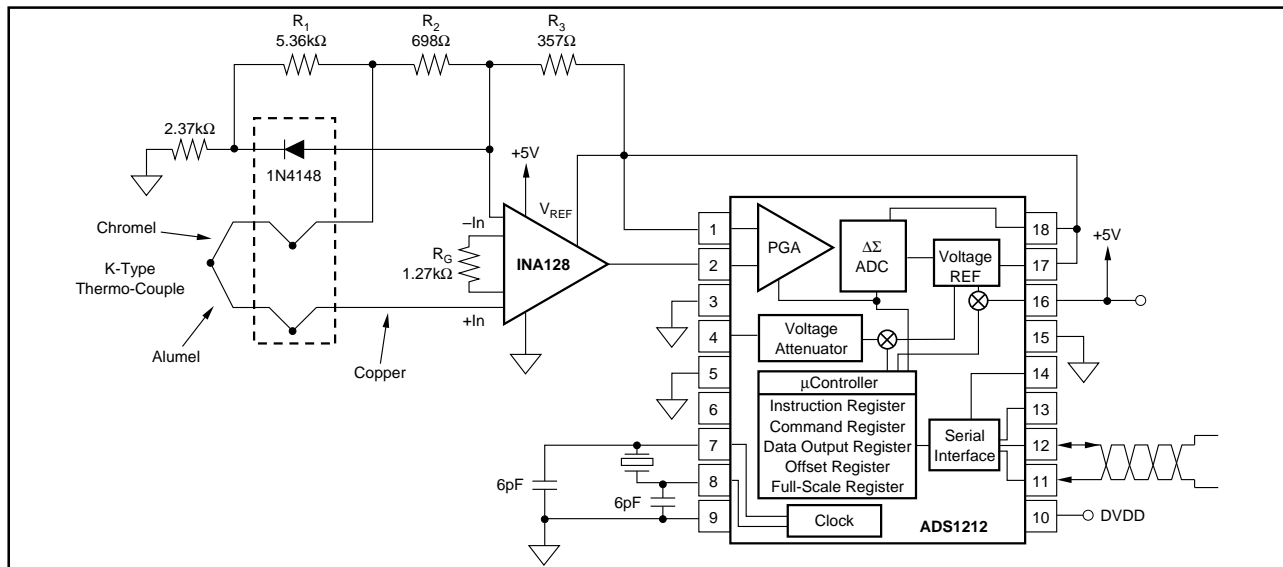 R1
5.36kΩ
R2
698Ω
R3
357Ω
2.37kΩ
1N4148
+5V
VREF
–In
RG
1.27kΩ
INA128
+In
Chromel
K-Type
Thermo-Couple
Alumel
Copper
1
2
3
4
5
6
7
8
9
18
17
16
15
14
13
12
11
10
PGA
ΔΣ
ADC
Voltage
REF
+5V
Voltage
Attenuator
µController
Instruction Register
Command Register
Data Output Register
Offset Register
Full-Scale Register
Serial
Interface
Clock
ADS1212
DVDD
6pF
6pF